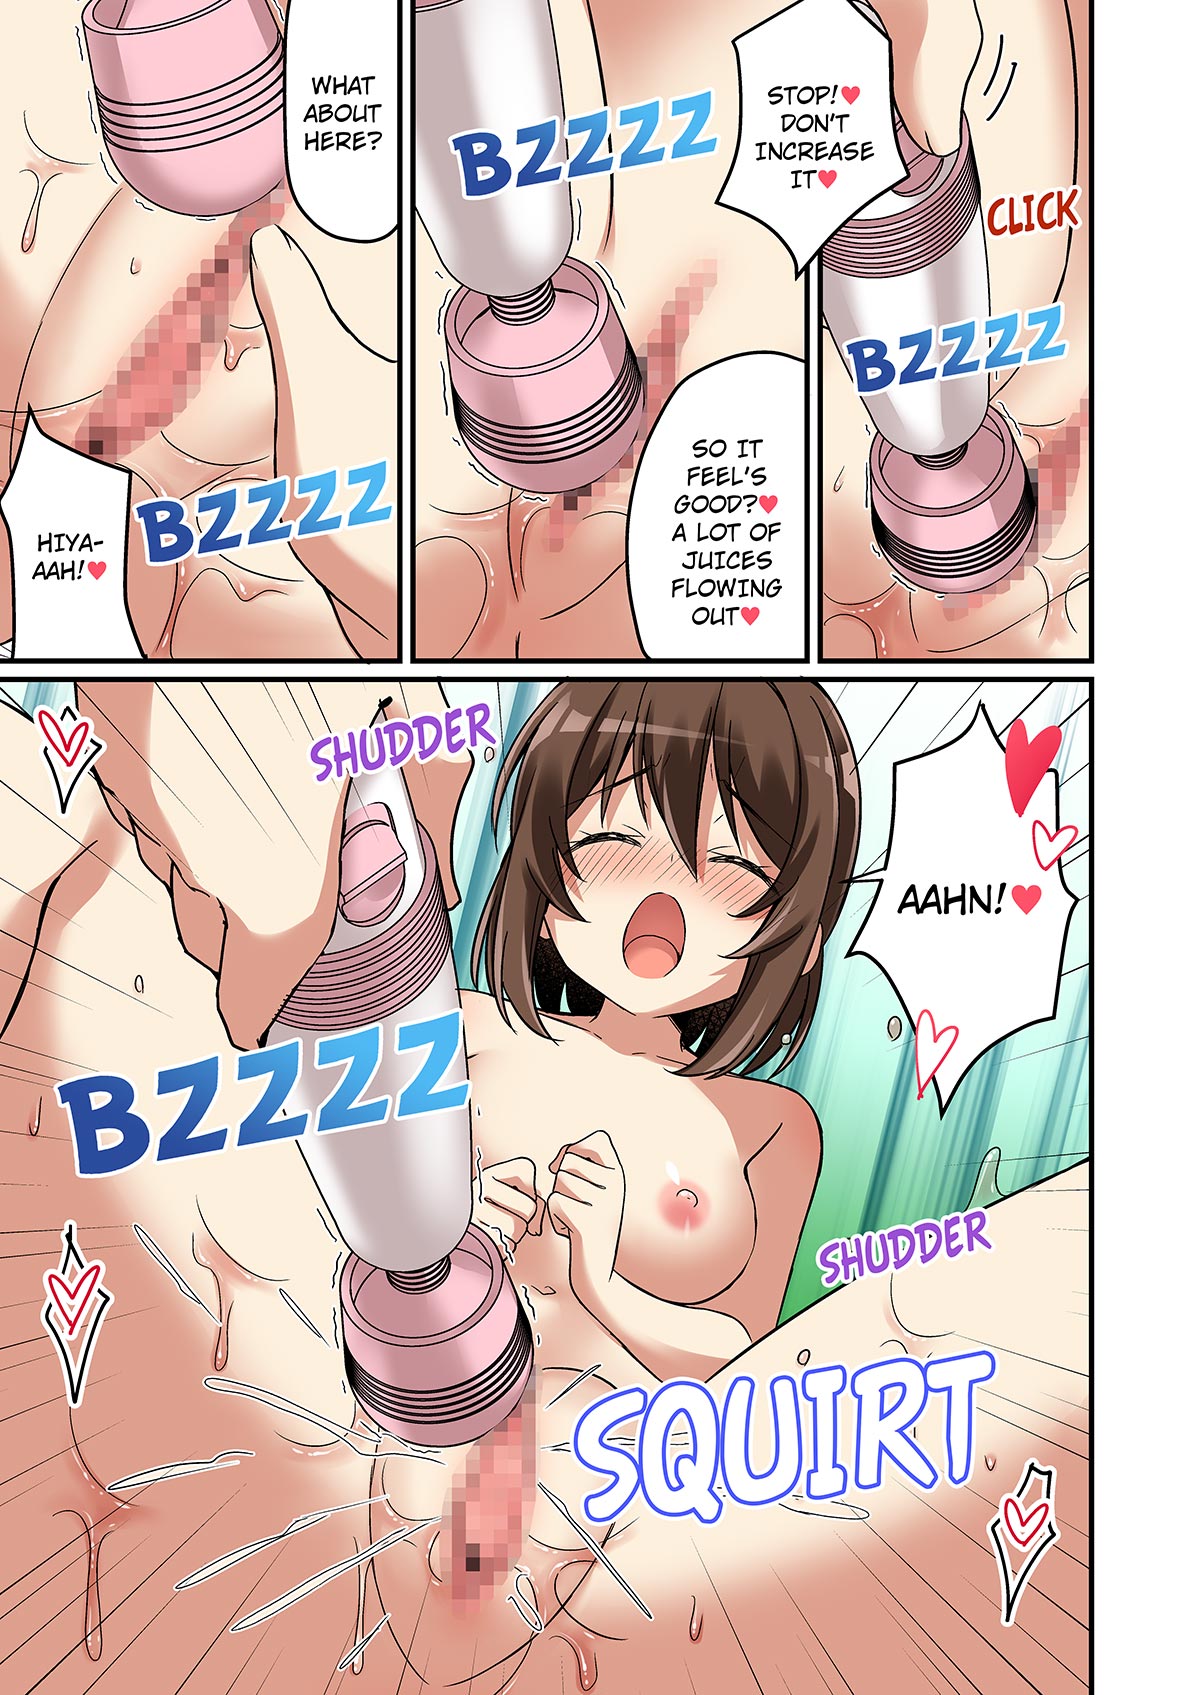 STOP!♥
DON'T
INCREASE
IT♥
CLICK
BZZZZ
BZZZZ
SO IT
FEEL'S
GOOD?♥
A LOT OF
JUICES
FLOWING
OUT♥
WHAT
ABOUT
HERE?
BZZZZ
HIYA-
AAH!♥
SHUDDER
AAHN!♥
BZZZZ
SHUDDER
SQUIRT